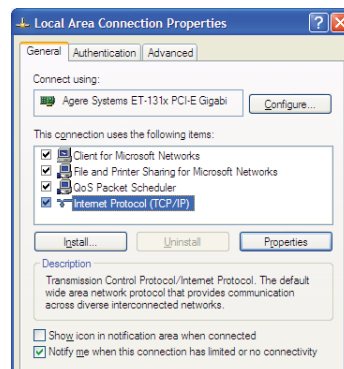 Local Area Connection Properties
General Authentication Advanced
Connect using:
Agere Systems ET-131x PCI-E Gigabi Configure...
This connection uses the following items:
Client for Microsoft Networks
File and Printer Sharing for Microsoft Networks
QoS Packet Scheduler
Internet Protocol (TCP/IP)
Install... Uninstall Properties
Description
Transmission Control Protocol/Internet Protocol. The default
wide area network protocol that provides communication
across diverse interconnected networks.
Show icon in notification area when connected
Notify me when this connection has limited or no connectivity